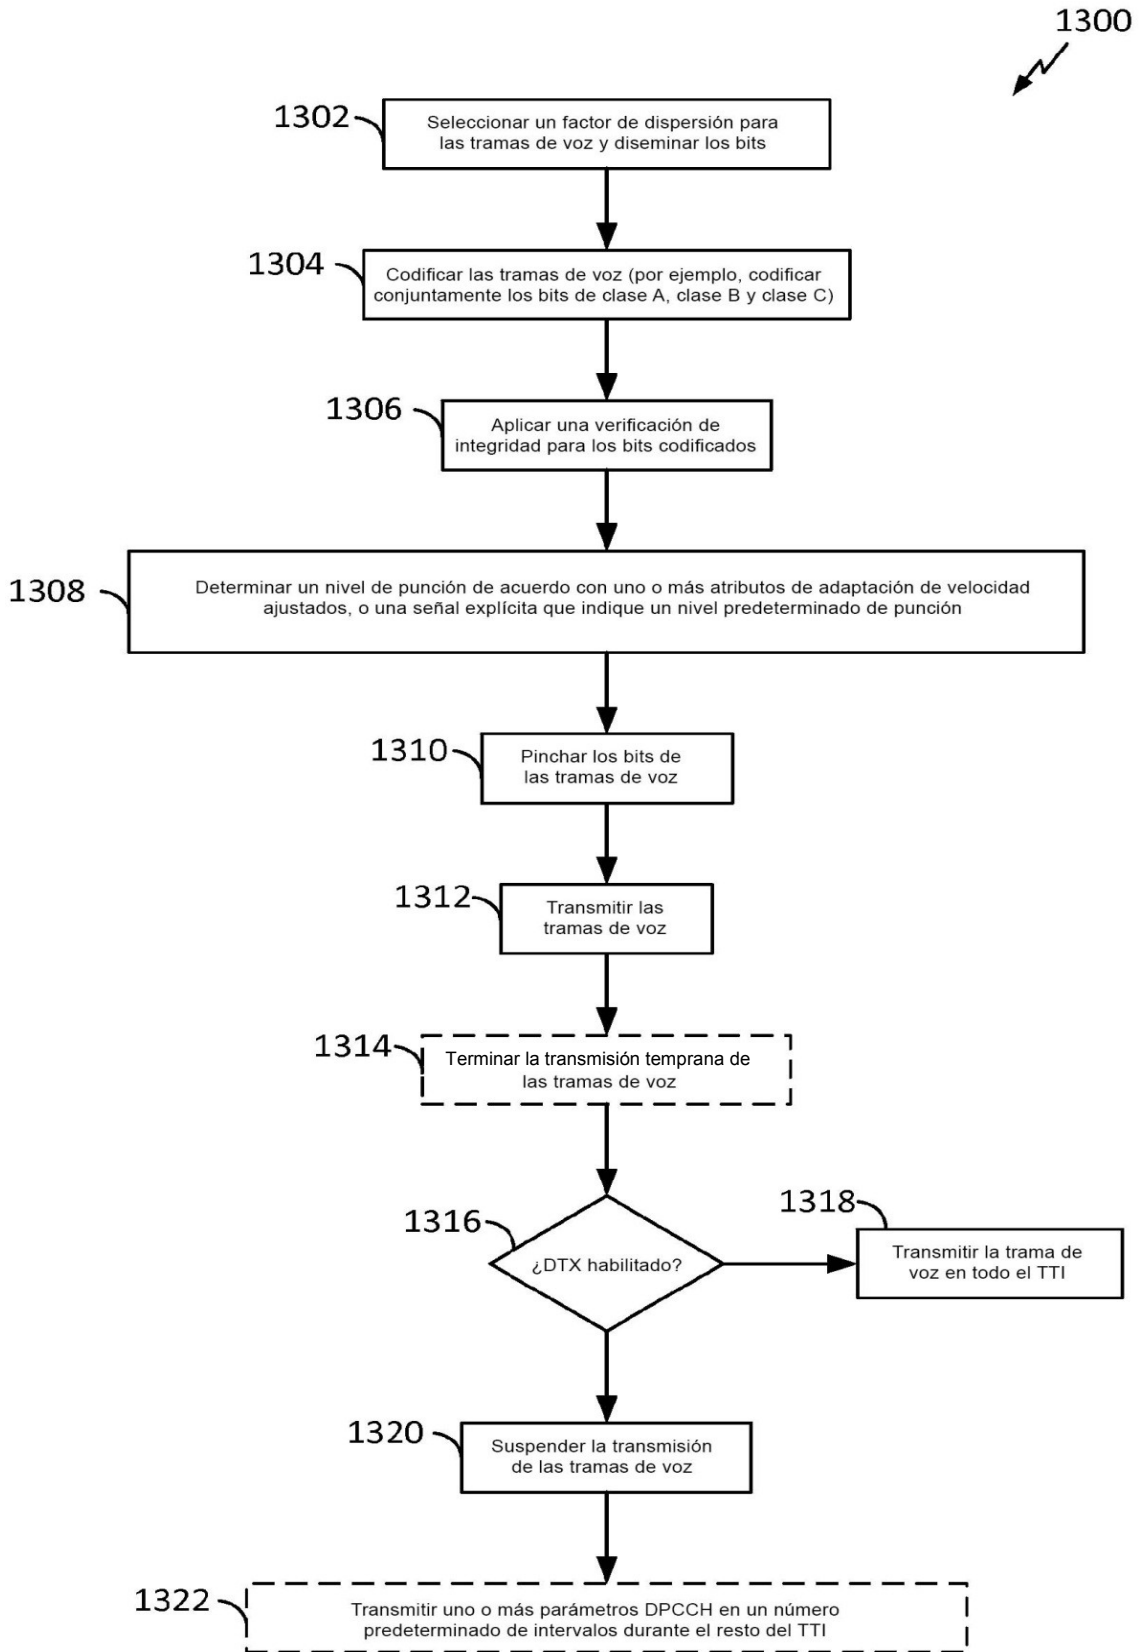 1300
1302
Seleccionar un factor de dispersión para
las tramas de voz y diseminar los bits
1304
Codificar las tramas de voz (por ejemplo, codificar
conjuntamente los bits de clase A, clase B y clase C)
1306
Aplicar una verificación de
integridad para los bits codificados
1308
Determinar un nivel de punción de acuerdo con uno o más atributos de adaptación de velocidad
ajustados, o una señal explícita que indique un nivel predeterminado de punción
1310
Pinchar los bits de
las tramas de voz
1312
Transmitir las
tramas de voz
1314
Terminar la transmisión temprana de
las tramas de voz
1316
¿DTX habilitado?
1318
Transmitir la trama de
voz en todo el TTI
1320
Suspender la transmisión
de las tramas de voz
1322
Transmitir uno o más parámetros DPCCH en un número
predeterminado de intervalos durante el resto del TTI